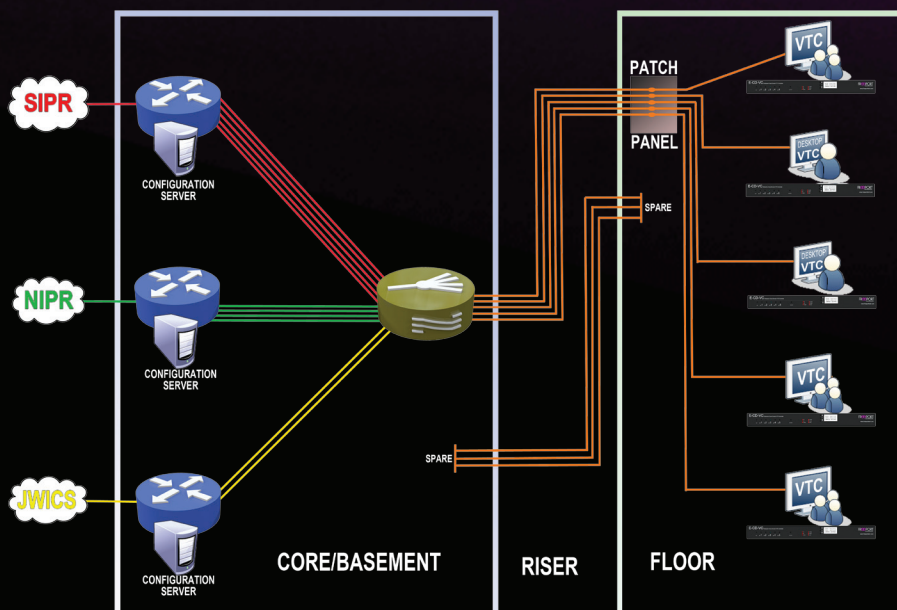 SIPR
CONFIGURATION
SERVER
NIPR
CONFIGURATION
SERVER
JWICS
CONFIGURATION
SERVER
CORE/BASEMENT
SPARE
RISER
PATCH
PANEL
SPARE
FLOOR
VTC
DESKTOP
VTC
DESKTOP
VTC
VTC
VTC